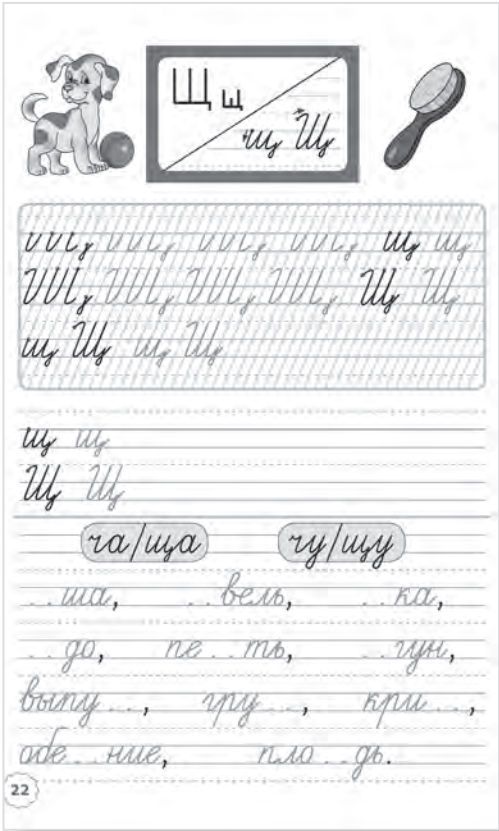 Щ щ
щ Щ
щ щ
Щ Щ
щ Щ щ Щ
щ щ
Щ Щ
ча/ща чу/щу
. . ша, . . вель, . . ка,
. . до, пе . . ть, . . гун,
выпу . . , гру . . , кри . . ,
обе . . ние, пло . . дь.
22